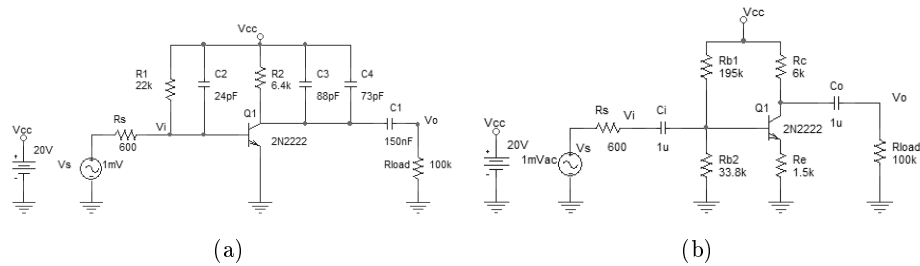 Vcc
R1
22k
C2
24pF
R2
6.4k
C3
88pF
C4
73pF
Q1
2N2222
C1
150nF
Vo
Rload
100k
Vcc
20V
Vs
Rs
600
Vi
1mV
(a)
Vcc
Rb1
195k
Rc
6k
Co
1u
Vo
Q1
2N2222
Rload
100k
Rs
600
Vi
Ci
1u
Vcc
20V
1mVac
Vs
Rb2
33.8k
Re
1.5k
(b)